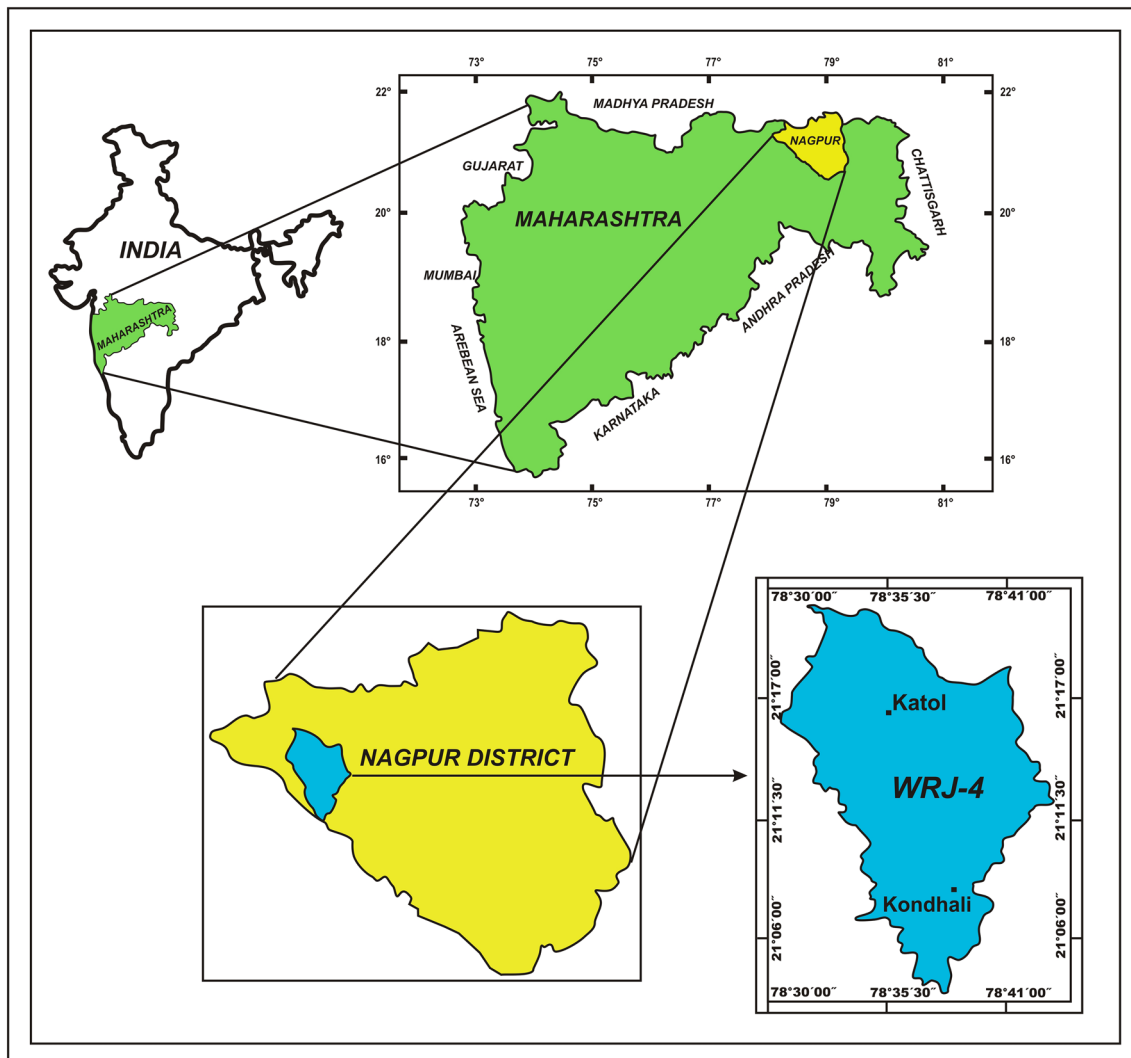 73°
75°
77°
79°
81°
22°
22°
MADHYA PRADESH
NAGPUR
GUJARAT
CHATTISGARH
20°
MAHARASHTRA
20°
INDIA
MUMBAI
ANDHRA PRADESH
MAHARASHTRA
18°
18°
AREBEAN SEA
KARNATAKA
16°
16°
73°
75°
77°
79°
81°
78°30´00˝
78°35´30˝
78°41´00˝
21°17´00˝
21°17´00˝
Katol
NAGPUR DISTRICT
WRJ-4
21°11´30˝
21°11´30˝
Kondhali
21°06´00˝
21°06´00˝
78°30´00˝
78°35´30˝
78°41´00˝